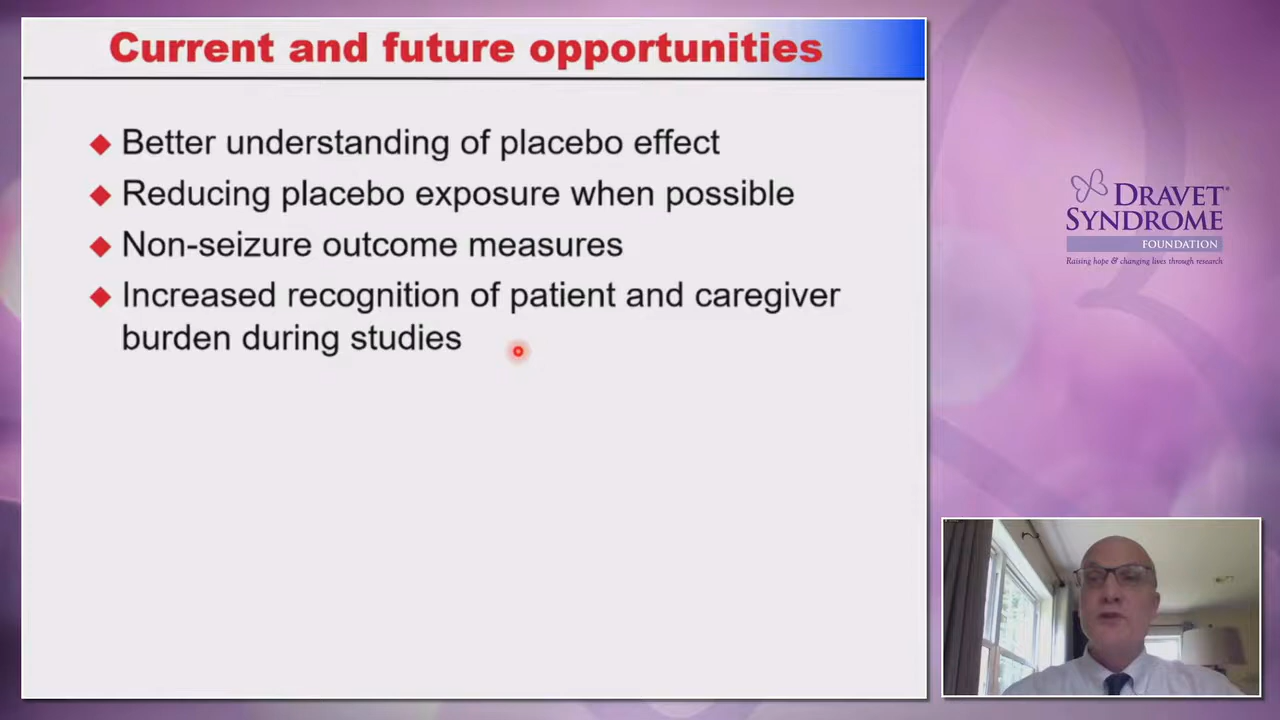 Current and future opportunities
Better understanding of placebo effect
Reducing placebo exposure when possible
Non-seizure outcome measures
Increased recognition of patient and caregiver
burden during studies
DRAVET
SYNDROME
FOUNDATION
Raising hope & changing lives through research